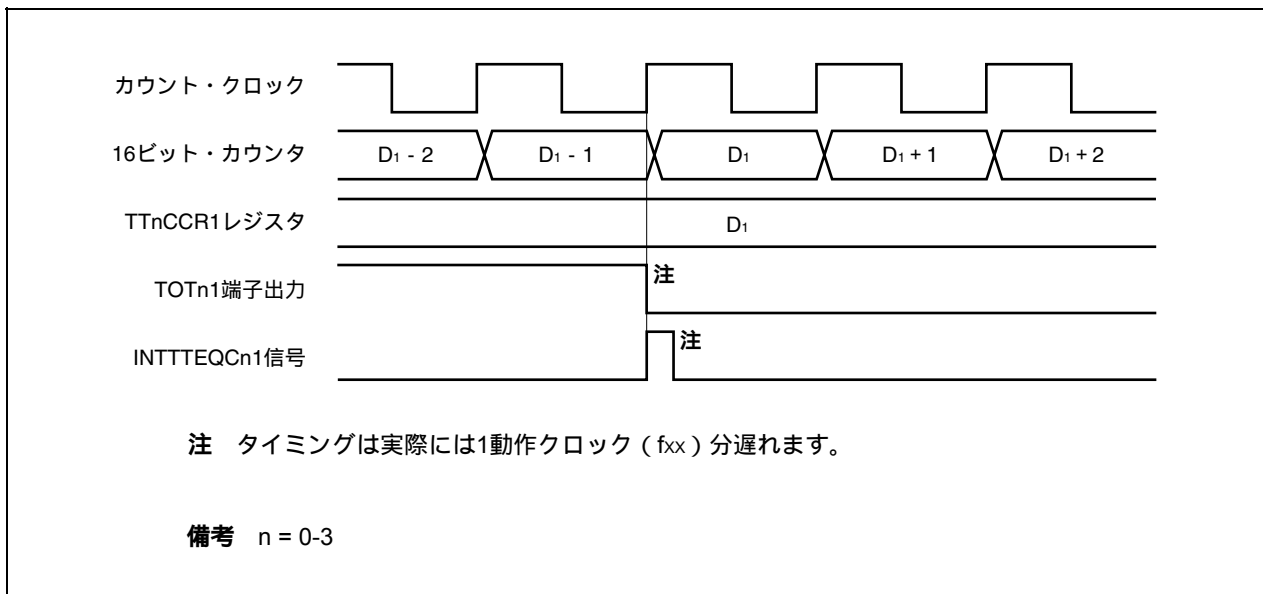 カウント・クロック
16ビット・カウンタ D₁ - 2 D₁ - 1 D₁ D₁ + 1 D₁ + 2
TTnCCR1レジスタ D₁
TOTn1端子出力 注
INTTTEQCn1信号 注
注 タイミングは実際には1動作クロック（fxx）分遅れます。
備考 n = 0-3